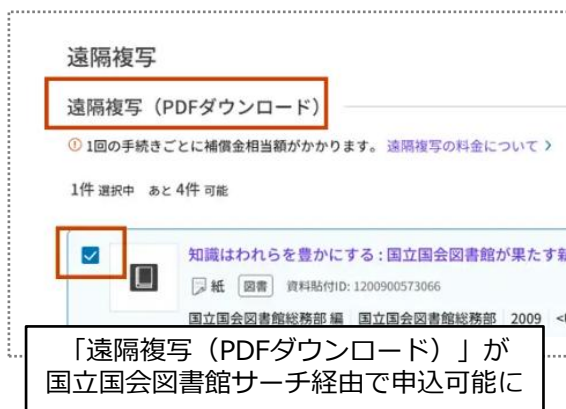 遠隔複写
遠隔複写（PDFダウンロード）
1回の手続きごとに補償金相当額がかかります。 遠隔複写の料金について >
1件 選択中 あと 4件 可能
知識はわれらを豊かにする : 国立国会図書館が果たす新
紙 図書 資料貼付ID: 1200900573066
国立国会図書館総務部 編 国立国会図書館総務部 2009
「遠隔複写（PDFダウンロード）」が
国立国会図書館サーチ経由で申込可能に